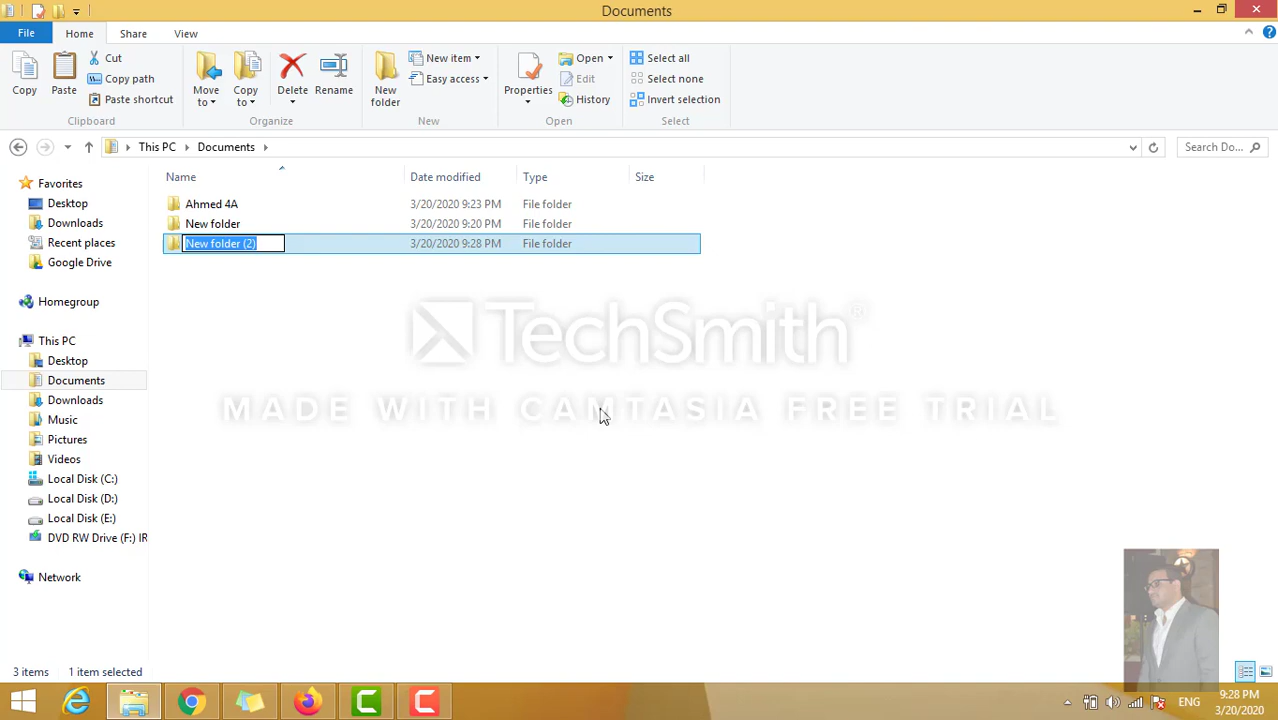 Documents
File Home Share View
Copy
Paste
Cut
Copy path
Paste shortcut
Clipboard
Move to
Copy to
Delete
Rename
Organize
New folder
New item
Easy access
New
Properties
Open
Edit
History
Open
Select all
Select none
Invert selection
Select
This PC Documents
Search Do...
Name Date modified Type Size
Ahmed 4A 3/20/2020 9:23 PM File folder
New folder 3/20/2020 9:20 PM File folder
New folder (2) 3/20/2020 9:28 PM File folder
Favorites
Desktop
Downloads
Recent places
Google Drive
Homegroup
This PC
Desktop
Documents
Downloads
Music
Pictures
Videos
Local Disk (C:)
Local Disk (D:)
Local Disk (E:)
DVD RW Drive (F:) IR
Network
TechSmith®
MADE WITH CAMTASIA FREE TRIAL
3 items 1 item selected
ENG
9:28 PM
3/20/2020